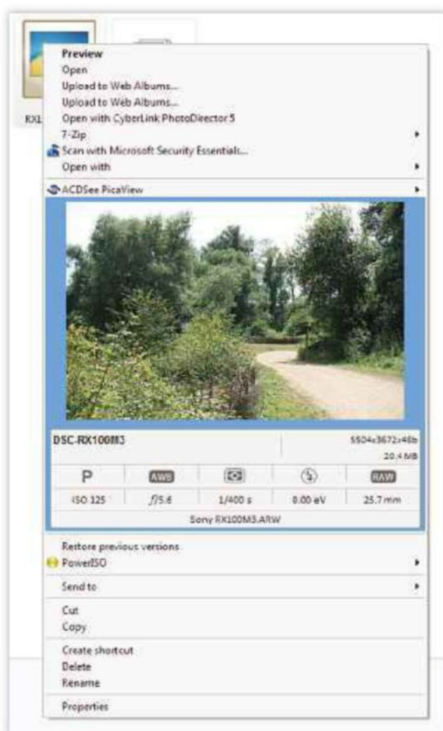 Preview
Open
Upload to Web Albums...
Upload to Web Albums...
Open with CyberLink PhotoDirector 5
7-Zip
Scan with Microsoft Security Essentials...
Open with
ACDSee PicaView
DSC-RX100M3
5504x3672x48b
20.4 MB
P AWB RAW
ISO 125 f/5.6 1/400 s 0.00 eV 25.7 mm
Sony RX100M3.ARW
Restore previous versions
PowerISO
Send to
Cut
Copy
Create shortcut
Delete
Rename
Properties